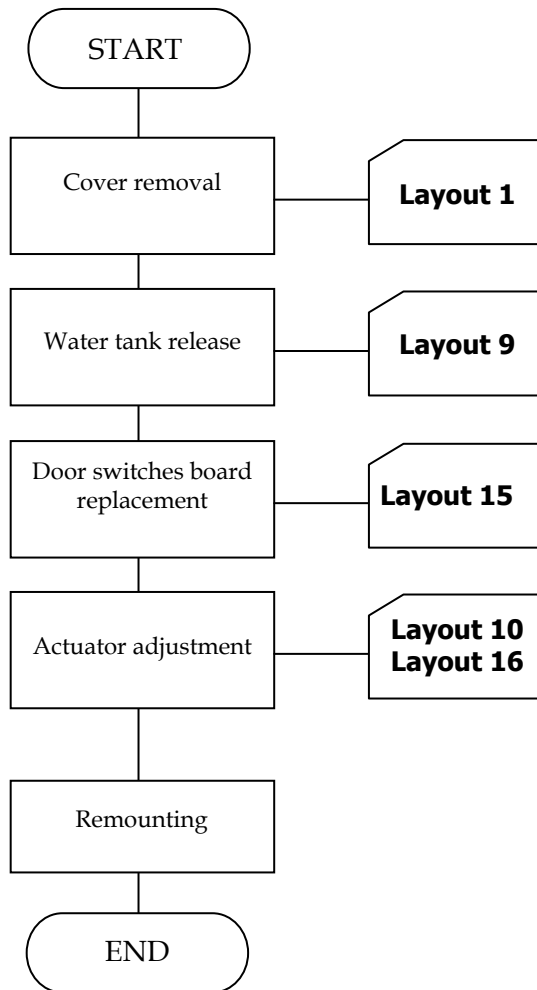 START
Cover removal
Layout 1
Water tank release
Layout 9
Door switches board
replacement
Layout 15
Actuator adjustment
Layout 10
Layout 16
Remounting
END